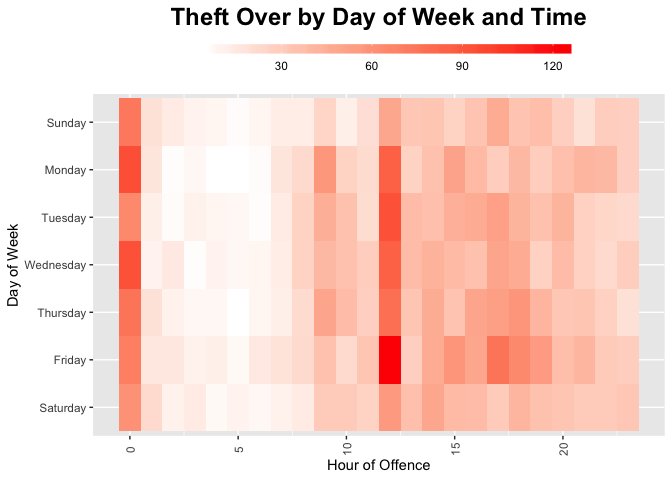 Theft Over by Day of Week and Time
30 60 90 120
Sunday
Monday
Tuesday
Wednesday
Thursday
Friday
Saturday
Day of Week
0 5 10 15 20
Hour of Offence